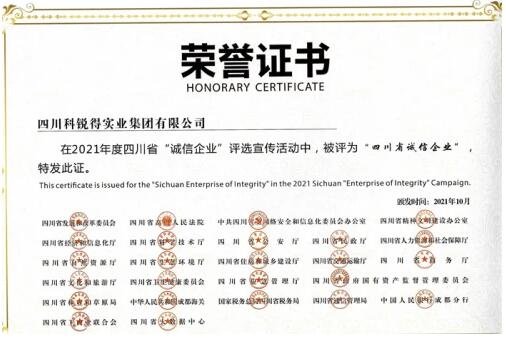 荣誉证书
HONORARY CERTIFICATE
四川科锐得实业集团有限公司
在2021年度四川省“诚信企业”评选宣传活动中，被评为“四川省诚信企业”，
特发此证。
This certificate is issued for the "Sichuan Enterprise of Integrity" in the 2021 Sichuan "Enterprise of Integrity" Campaign.
颁发时间：2021年10月
四川省发展和改革委员会 四川省高级人民法院 中共四川省委网络安全和信息化委员会办公室 四川省精神文明建设办公室
四川省经济和信息化厅 四川省科学技术厅 四川省公安厅 四川省民政厅 四川省人力资源和社会保障厅
四川省自然资源厅 四川省生态环境厅 四川省住房和城乡建设厅 四川省交通运输厅 四川省商务厅
四川省文化和旅游厅 四川省卫生健康委员会 四川省应急管理厅 四川省政府国有资产监督管理委员会
四川省林业和草原局 中华人民共和国成都海关 国家税务总局四川省税务局 四川省通信管理局 中国人民银行成都分行
四川省工商业联合会 四川省大数据中心